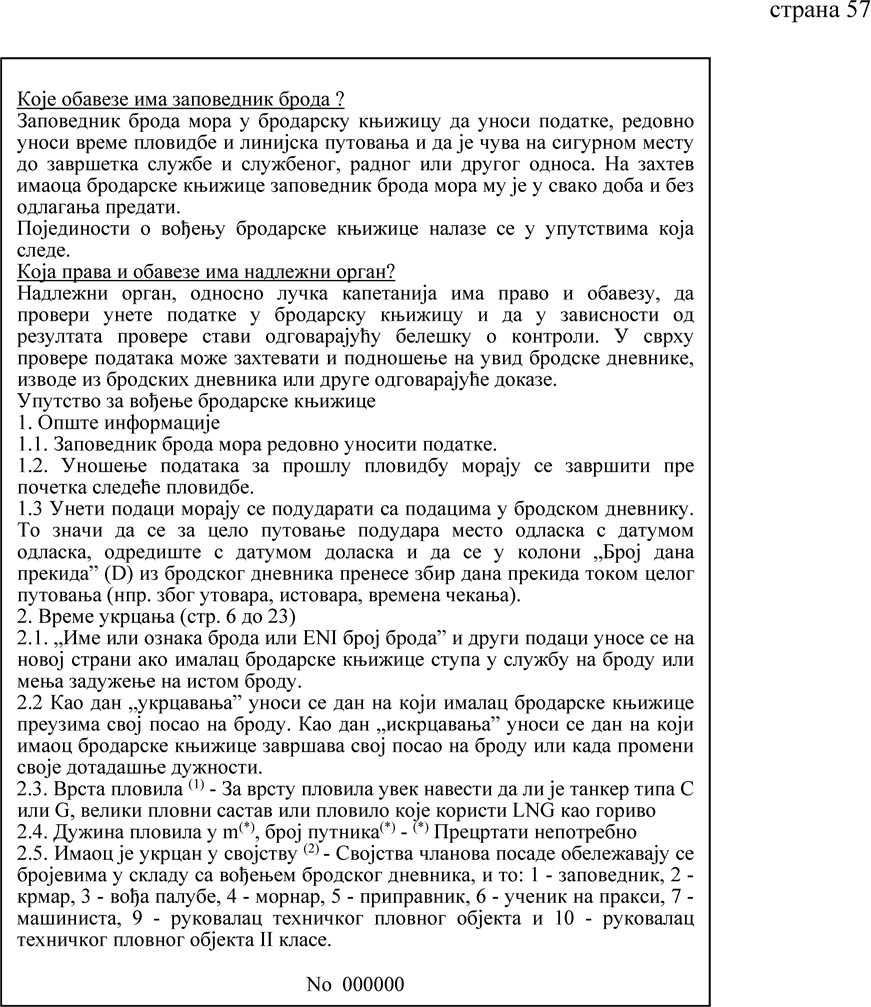 страна 57
Које обавезе има заповедник брода ?
Заповедник брода мора у бродарску књижицу да уноси податке, редовно
уноси време пловидбе и линијска путовања и да је чува на сигурном месту
до завршетка службе и службеног, радног или другог односа. На захтев
имаоца бродарске књижице заповедник брода мора му је у свако доба и без
одлагања предати.
Појединости о вођењу бродарске књижице налазе се у упутствима која
следе.
Која права и обавезе има надлежни орган?
Надлежни орган, односно лучка капетанија има право и обавезу, да
провери унете податке у бродарску књижицу и да у зависности од
резултата провере стави одговарајућу белешку о контроли. У сврху
провере података може захтевати и подношење на увид бродске дневнике,
изводе из бродских дневника или друге одговарајуће доказе.
Упутство за вођење бродарске књижице
1. Опште информације
1.1. Заповедник брода мора редовно уносити податке.
1.2. Уношење података за прошлу пловидбу морају се завршити пре
почетка следеће пловидбе.
1.3 Унети подаци морају се подударати са подацима у бродском дневнику.
То значи да се за цело путовање подудара место одласка с датумом
одласка, одредиште с датумом доласка и да се у колони „Број дана
прекида” (D) из бродског дневника пренесе збир дана прекида током целог
путовања (нпр. због утовара, истовара, времена чекања).
2. Време укрцања (стр. 6 до 23)
2.1. „Име или ознака брода или ENI број брода” и други подаци уносе се на
новој страни ако ималац бродарске књижице ступа у службу на броду или
мења задужење на истом броду.
2.2 Као дан „укрцавања” уноси се дан на који ималац бродарске књижице
преузима свој посао на броду. Као дан „искрцавања” уноси се дан на који
имаоц бродарске књижице завршава свој посао на броду или када промени
своје дотадашње дужности.
2.3. Врста пловила (1) - За врсту пловила увек навести да ли је танкер типа C
или G, велики пловни састав или пловило које користи LNG као гориво
2.4. Дужина пловила у m(*), број путника(*) - (*) Прецртати непотребно
2.5. Имаоц је укрцан у својству (2) - Својства чланова посаде обележавају се
бројевима у складу са вођењем бродског дневника, и то: 1 - заповедник, 2 -
крмар, 3 - вођа палубе, 4 - морнар, 5 - приправник, 6 - ученик на пракси, 7 -
машиниста, 9 - руковалац техничког пловног објекта и 10 - руковалац
техничког пловног објекта II класе.
No 000000